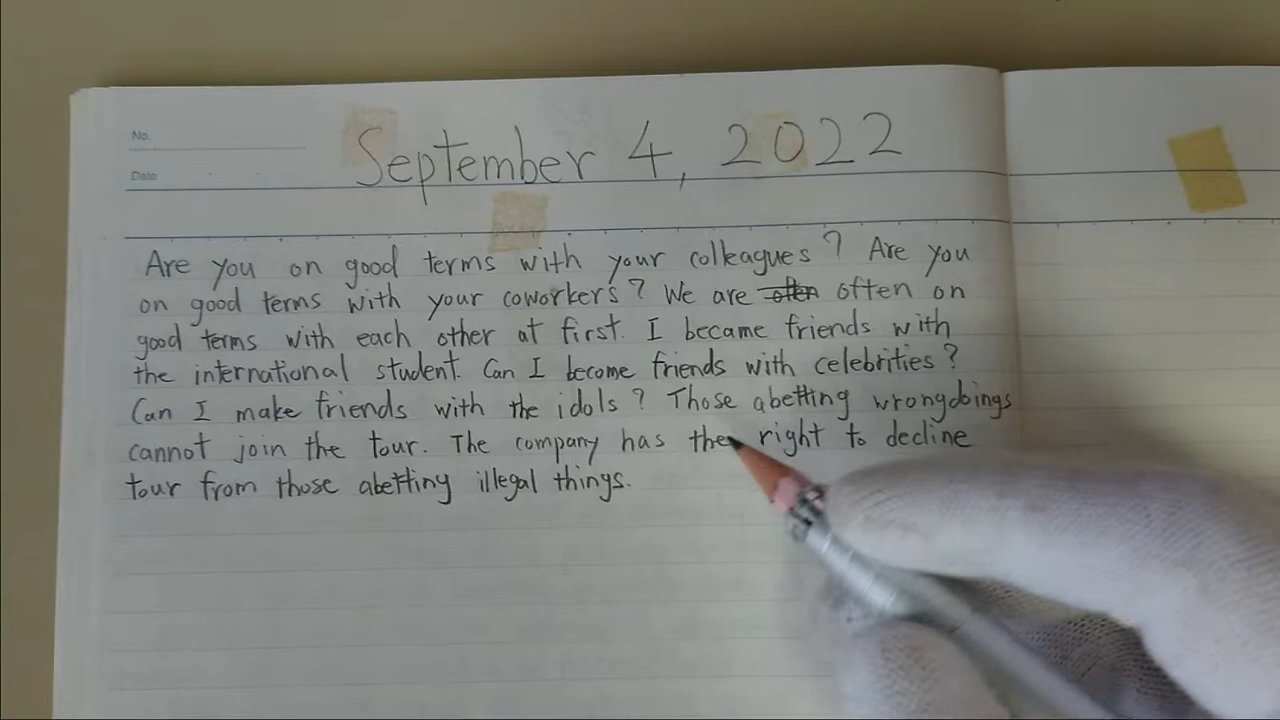 No.
Date
September 4, 2022
Are you on good terms with your colleagues? Are you
on good terms with your coworkers? We are often often on
good terms with each other at first. I became friends with
the international student. Can I become friends with celebrities?
Can I make friends with the idols? Those abetting wrongdoings
cannot join the tour. The company has the right to decline
tour from those abetting illegal things.